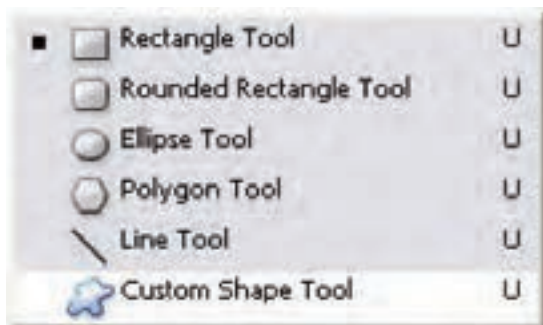 Rectangle Tool U
Rounded Rectangle Tool U
Ellipse Tool U
Polygon Tool U
Line Tool U
Custom Shape Tool U